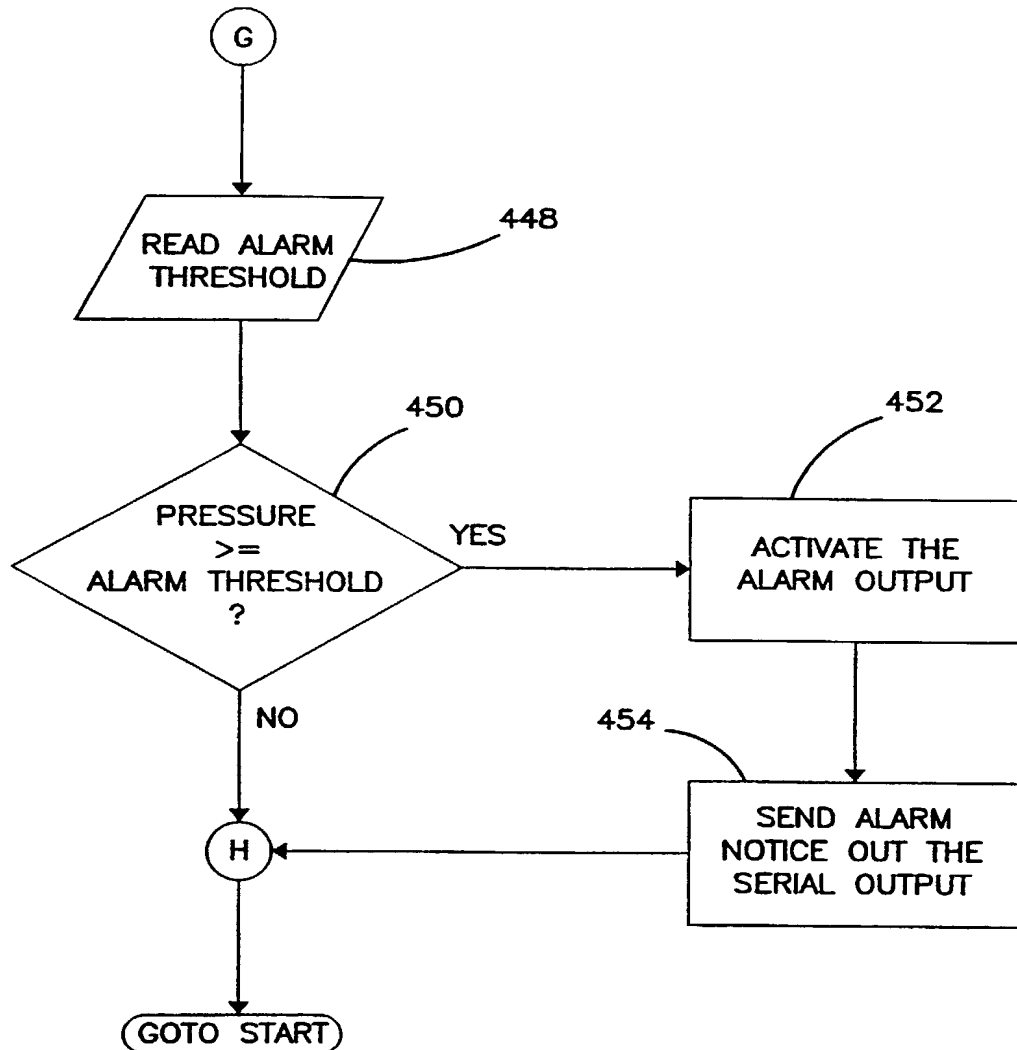 G
READ ALARM
THRESHOLD
448
450
PRESSURE
>=
ALARM THRESHOLD
?
YES
NO
452
ACTIVATE THE
ALARM OUTPUT
454
SEND ALARM
NOTICE OUT THE
SERIAL OUTPUT
H
GOTO START